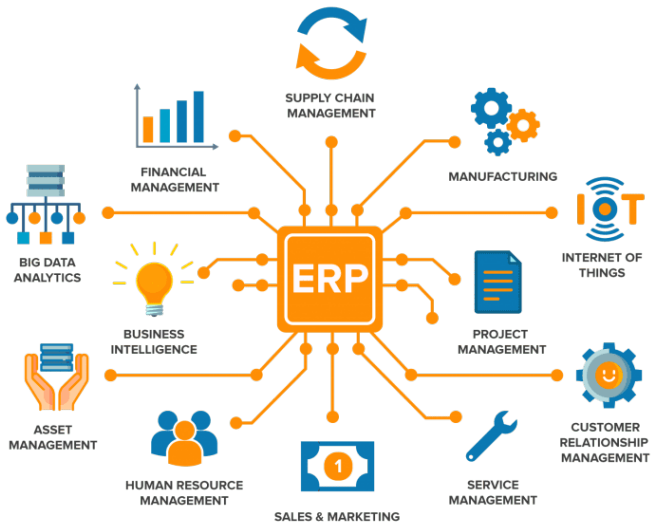 SUPPLY CHAIN
MANAGEMENT
FINANCIAL
MANAGEMENT
MANUFACTURING
IOT
BIG DATA
ANALYTICS
INTERNET OF
THINGS
ERP
BUSINESS
INTELLIGENCE
PROJECT
MANAGEMENT
ASSET
MANAGEMENT
CUSTOMER
RELATIONSHIP
MANAGEMENT
HUMAN RESOURCE
MANAGEMENT
1
SERVICE
MANAGEMENT
SALES & MARKETING